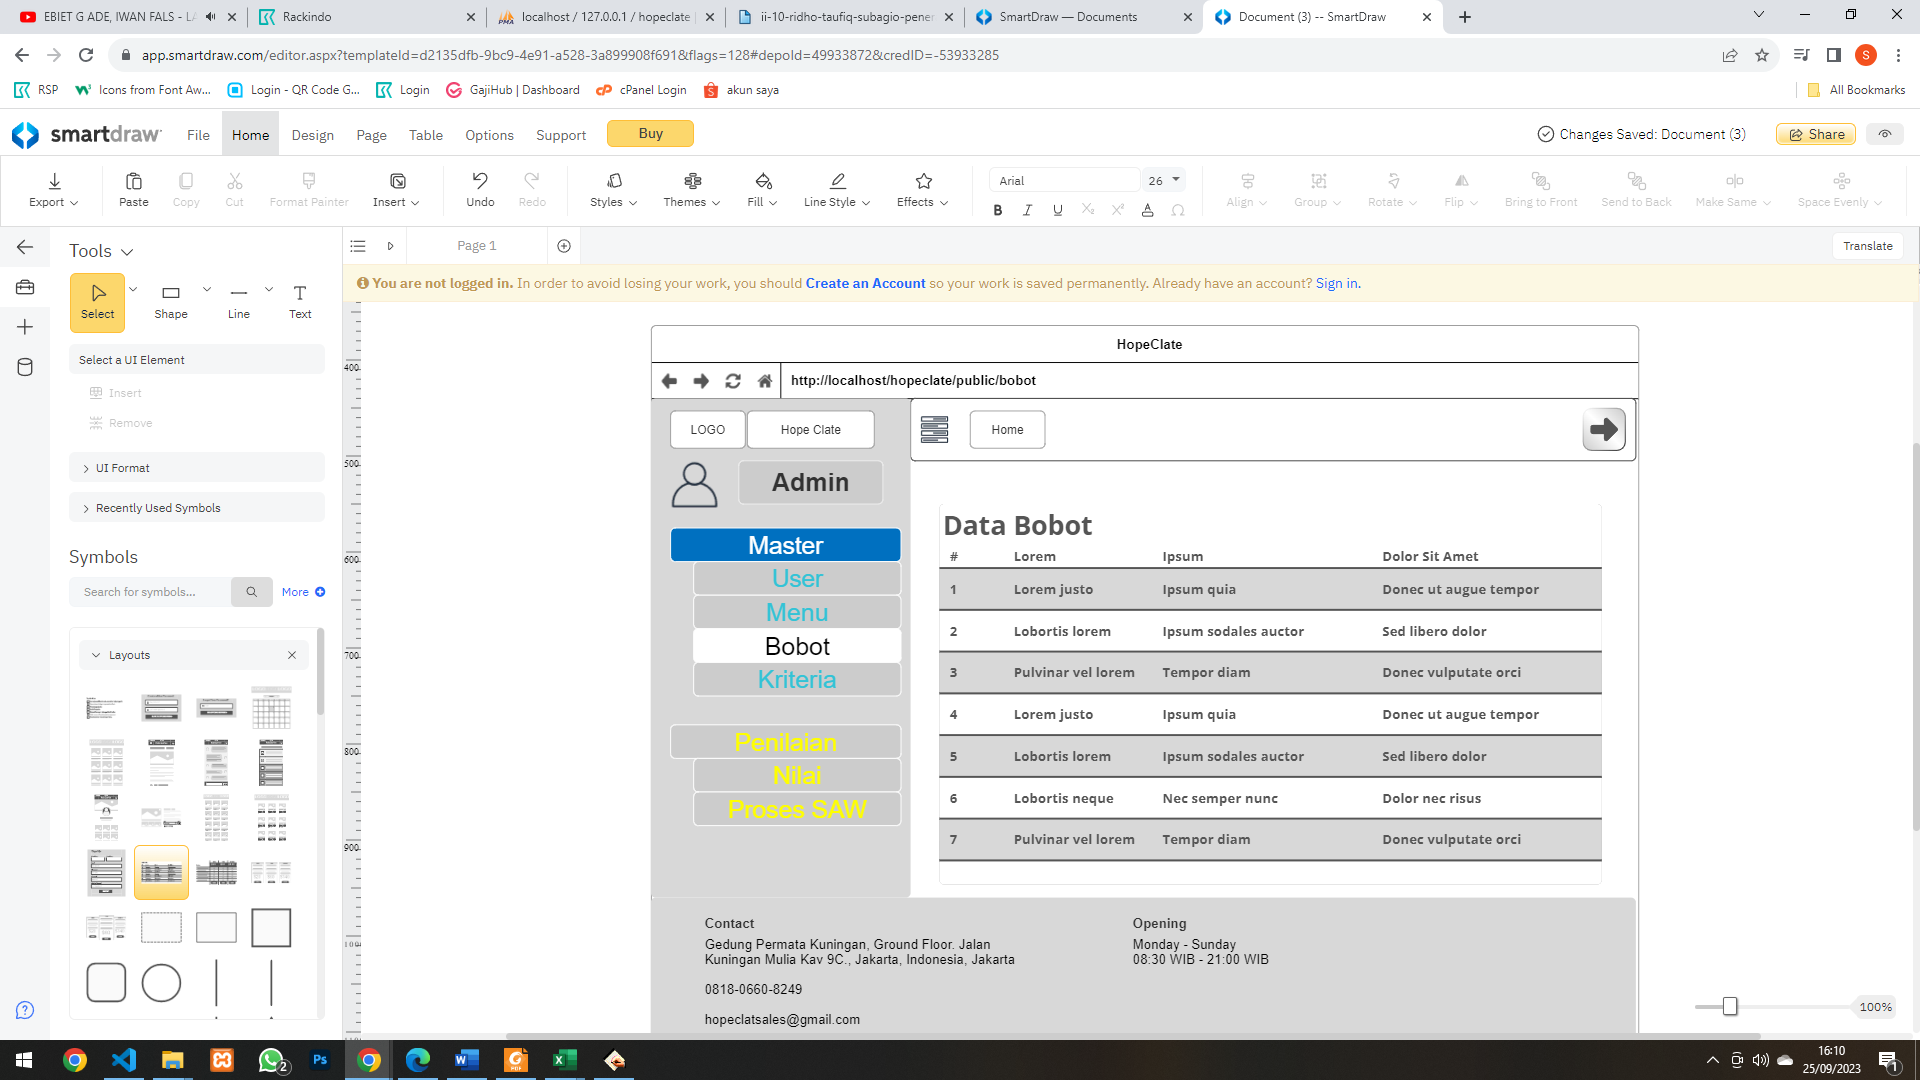 EBIET G ADE, IWAN FALS - LA
Rackindo
localhost / 127.0.0.1 / hopeclate
ii-10-ridho-taufiq-subagio-pener
SmartDraw — Documents
Document (3) -- SmartDraw
app.smartdraw.com/editor.aspx?templateId=d2135dfb-9bc9-4e91-a528-3a899908f691&flags=128#depoId=49933872&credID=-53933285
S
RSP
Icons from Font Aw...
Login - QR Code G...
Login
GajiHub | Dashboard
cPanel Login
akun saya
All Bookmarks
smartdraw
File
Home
Design
Page
Table
Options
Support
Buy
Changes Saved: Document (3)
Share
Export
Paste
Copy
Cut
Format Painter
Insert
Undo
Redo
Styles
Themes
Fill
Line Style
Effects
Arial
26
B I U X₂ X² A Ω
Align
Group
Rotate
Flip
Bring to Front
Send to Back
Make Same
Space Evenly
Tools
Select
Shape
Line
Text
Select a UI Element
Insert
Remove
UI Format
Recently Used Symbols
Symbols
Search for symbols...
More
Layouts
Page 1
Translate
You are not logged in. In order to avoid losing your work, you should Create an Account so your work is saved permanently. Already have an account? Sign in.
400
500
600
700
800
900
HopeClate
http://localhost/hopeclate/public/bobot
LOGO
Hope Clate
Home
Admin
Master
User
Menu
Bobot
Kriteria
Penilaian
Nilai
Proses SAW
Data Bobot
# Lorem Ipsum Dolor Sit Amet
1 Lorem justo Ipsum quia Donec ut augue tempor
2 Lobortis lorem Ipsum sodales auctor Sed libero dolor
3 Pulvinar vel lorem Tempor diam Donec vulputate orci
4 Lorem justo Ipsum quia Donec ut augue tempor
5 Lobortis lorem Ipsum sodales auctor Sed libero dolor
6 Lobortis neque Nec semper nunc Dolor nec risus
7 Pulvinar vel lorem Tempor diam Donec vulputate orci
Contact
Gedung Permata Kuningan, Ground Floor. Jalan
Kuningan Mulia Kav 9C., Jakarta, Indonesia, Jakarta
0818-0660-8249
hopeclatsales@gmail.com
Opening
Monday - Sunday
08:30 WIB - 21:00 WIB
100%
2
Ps
16:10
25/09/2023
1